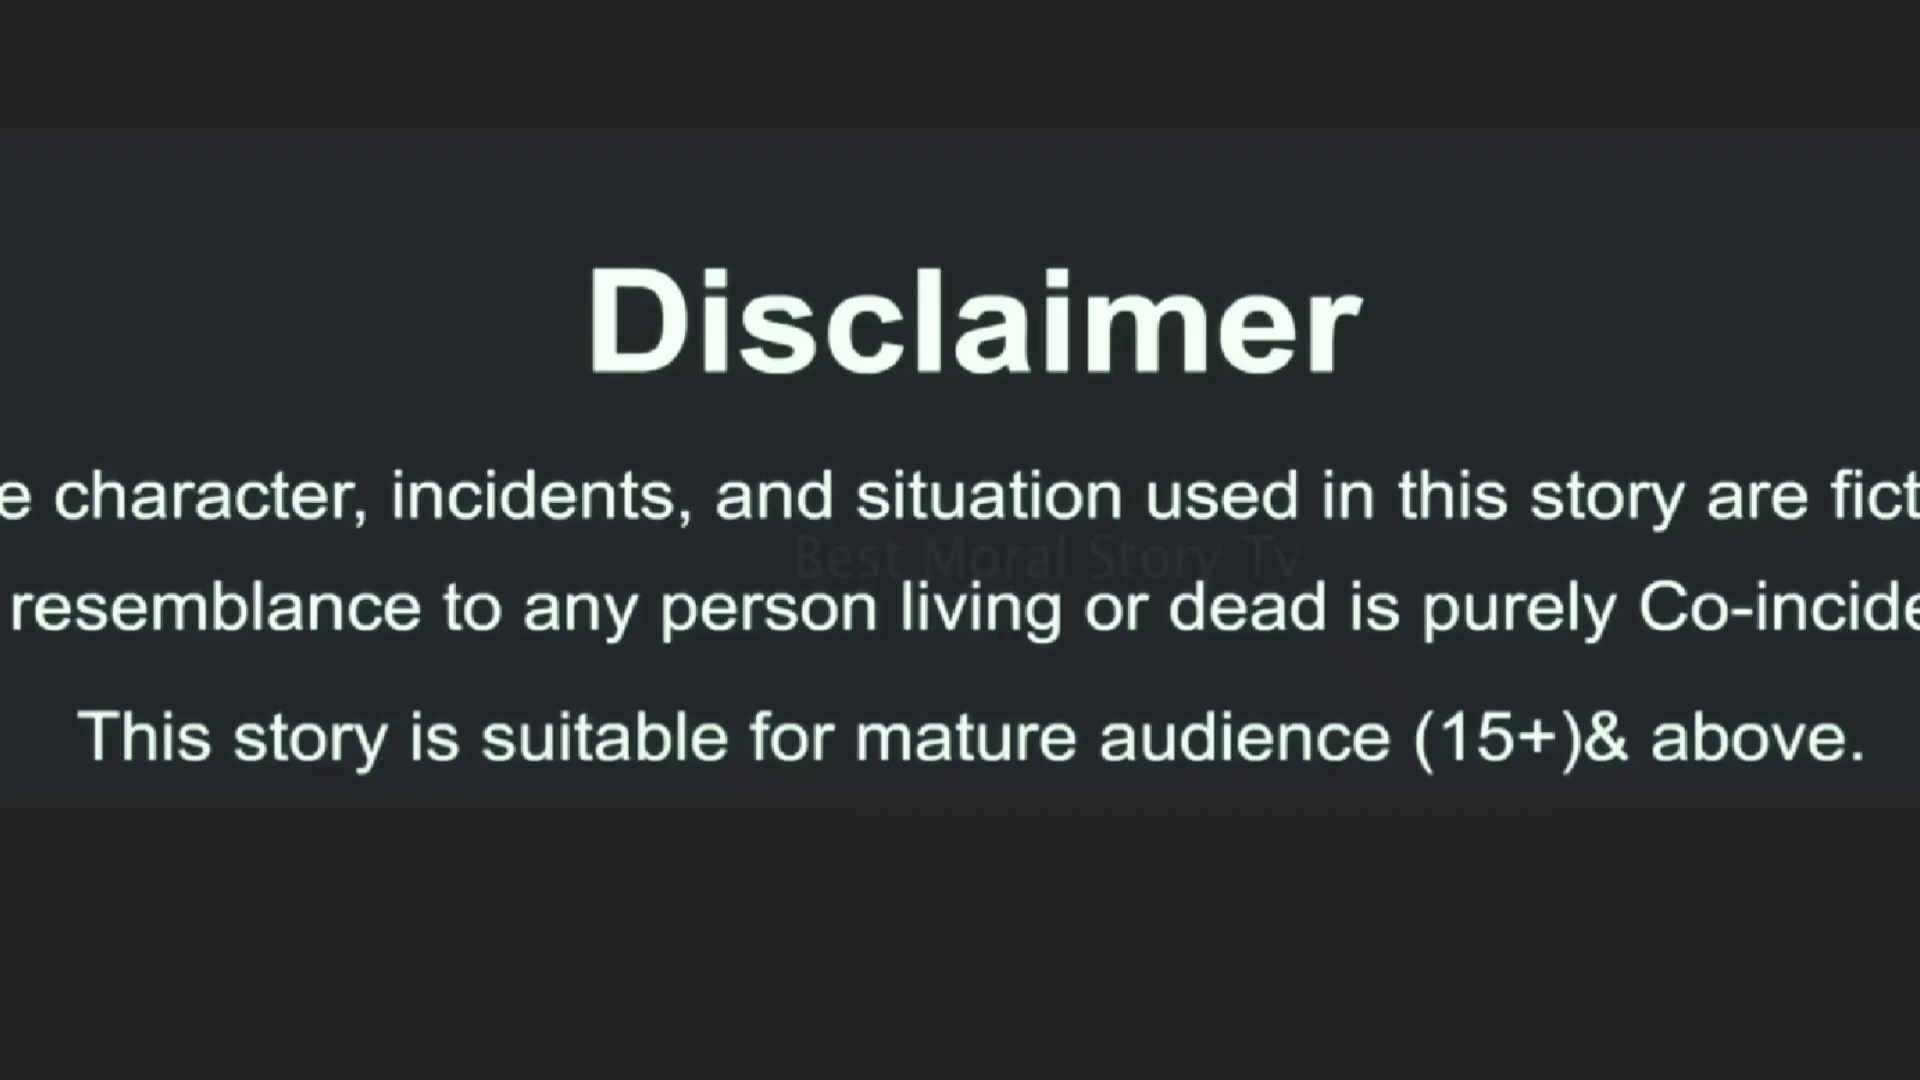 Disclaimer
e character, incidents, and situation used in this story are fict
Best Moral Story Tv
resemblance to any person living or dead is purely Co-incide
This story is suitable for mature audience (15+)& above.